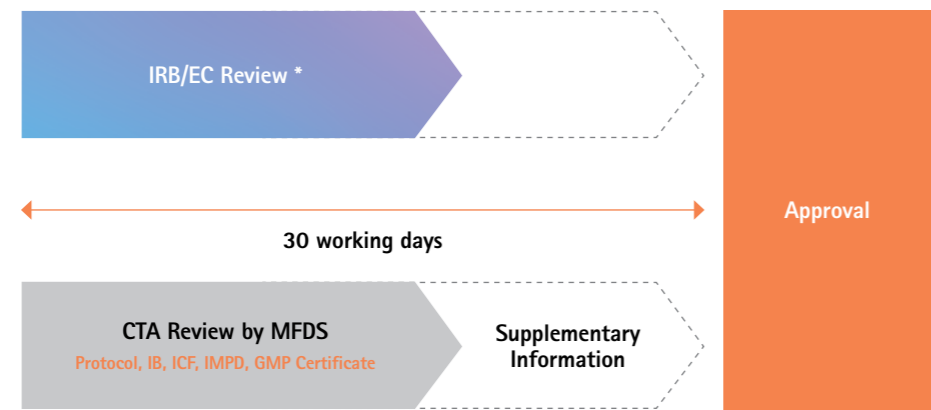 IRB/EC Review *
Approval
30 working days
CTA Review by MFDS
Protocol, IB, ICF, IMPD, GMP Certificate
Supplementary
Information